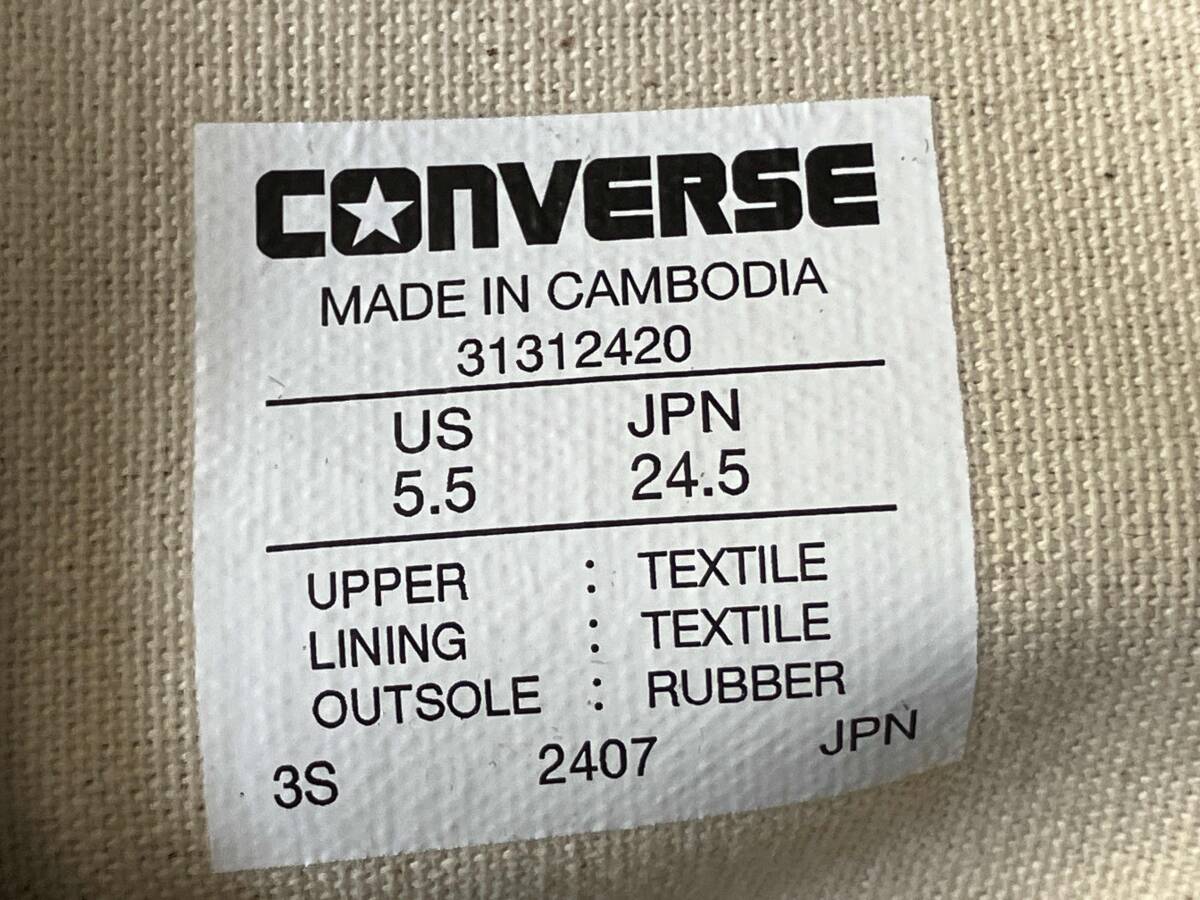 CONVERSE
MADE IN CAMBODIA
31312420
US JPN
5.5 24.5
UPPER : TEXTILE
LINING : TEXTILE
OUTSOLE : RUBBER
3S 2407 JPN